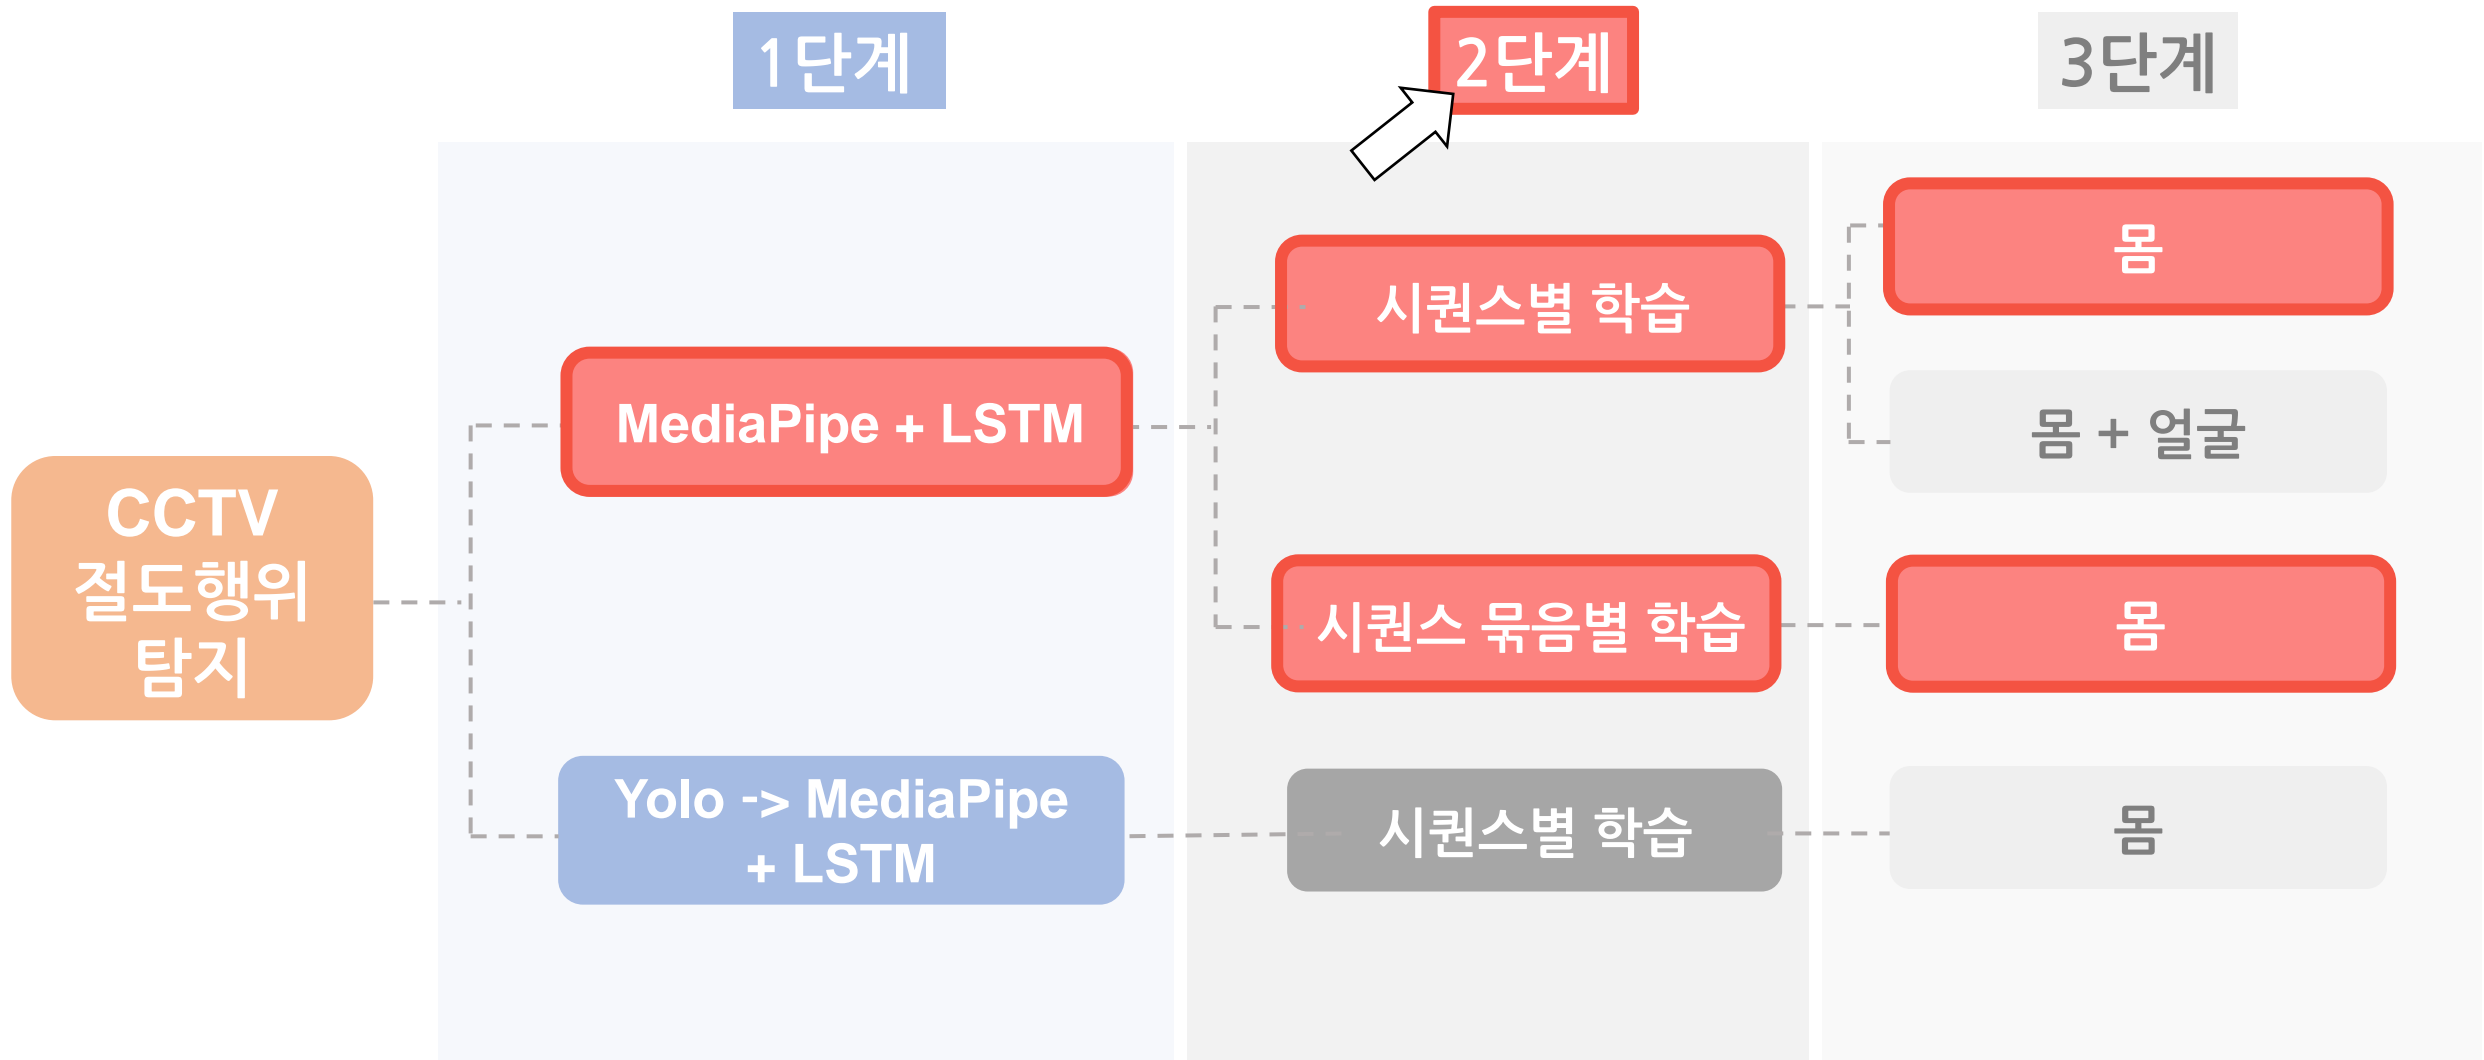 1단계
2단계
3단계
CCTV
절도행위
탐지
MediaPipe + LSTM
Yolo -> MediaPipe
+ LSTM
시퀀스별 학습
시퀀스 묶음별 학습
시퀀스별 학습
몸
몸 + 얼굴
몸
몸